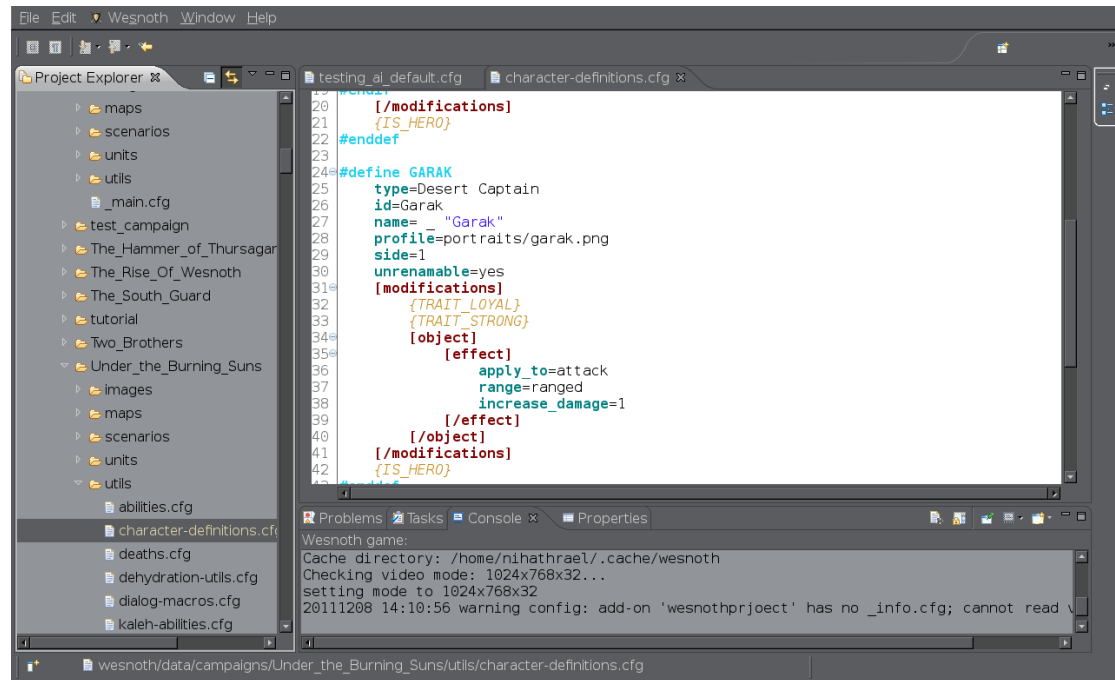 File Edit Wesnoth Window Help
Project Explorer
maps
scenarios
units
utils
_main.cfg
test_campaign
The_Hammer_of_Thursagar
The_Rise_Of_Wesnoth
The_South_Guard
tutorial
Two_Brothers
Under_the_Burning_Suns
images
maps
scenarios
units
utils
abilities.cfg
character-definitions.cfg
deaths.cfg
dehydration-utils.cfg
dialog-macros.cfg
kaleh-abilities.cfg
testing_ai_default.cfg character-definitions.cfg
19 #endif
20 [/modifications]
21 {IS_HERO}
22 #enddef
23
24 #define GARAK
25 type=Desert Captain
26 id=Garak
27 name= _ "Garak"
28 profile=portraits/garak.png
29 side=1
30 unrenamable=yes
31 [modifications]
32 {TRAIT_LOYAL}
33 {TRAIT_STRONG}
34 [object]
35 [effect]
36 apply_to=attack
37 range=ranged
38 increase_damage=1
39 [/effect]
40 [/object]
41 [/modifications]
42 {IS_HERO}
43 #enddef
Problems Tasks Console Properties
Wesnoth game:
Cache directory: /home/nihathrael/.cache/wesnoth
Checking video mode: 1024x768x32...
setting mode to 1024x768x32
20111208 14:10:56 warning config: add-on 'wesnothprjoect' has no _info.cfg; cannot read v
wesnoth/data/campaigns/Under_the_Burning_Suns/utils/character-definitions.cfg